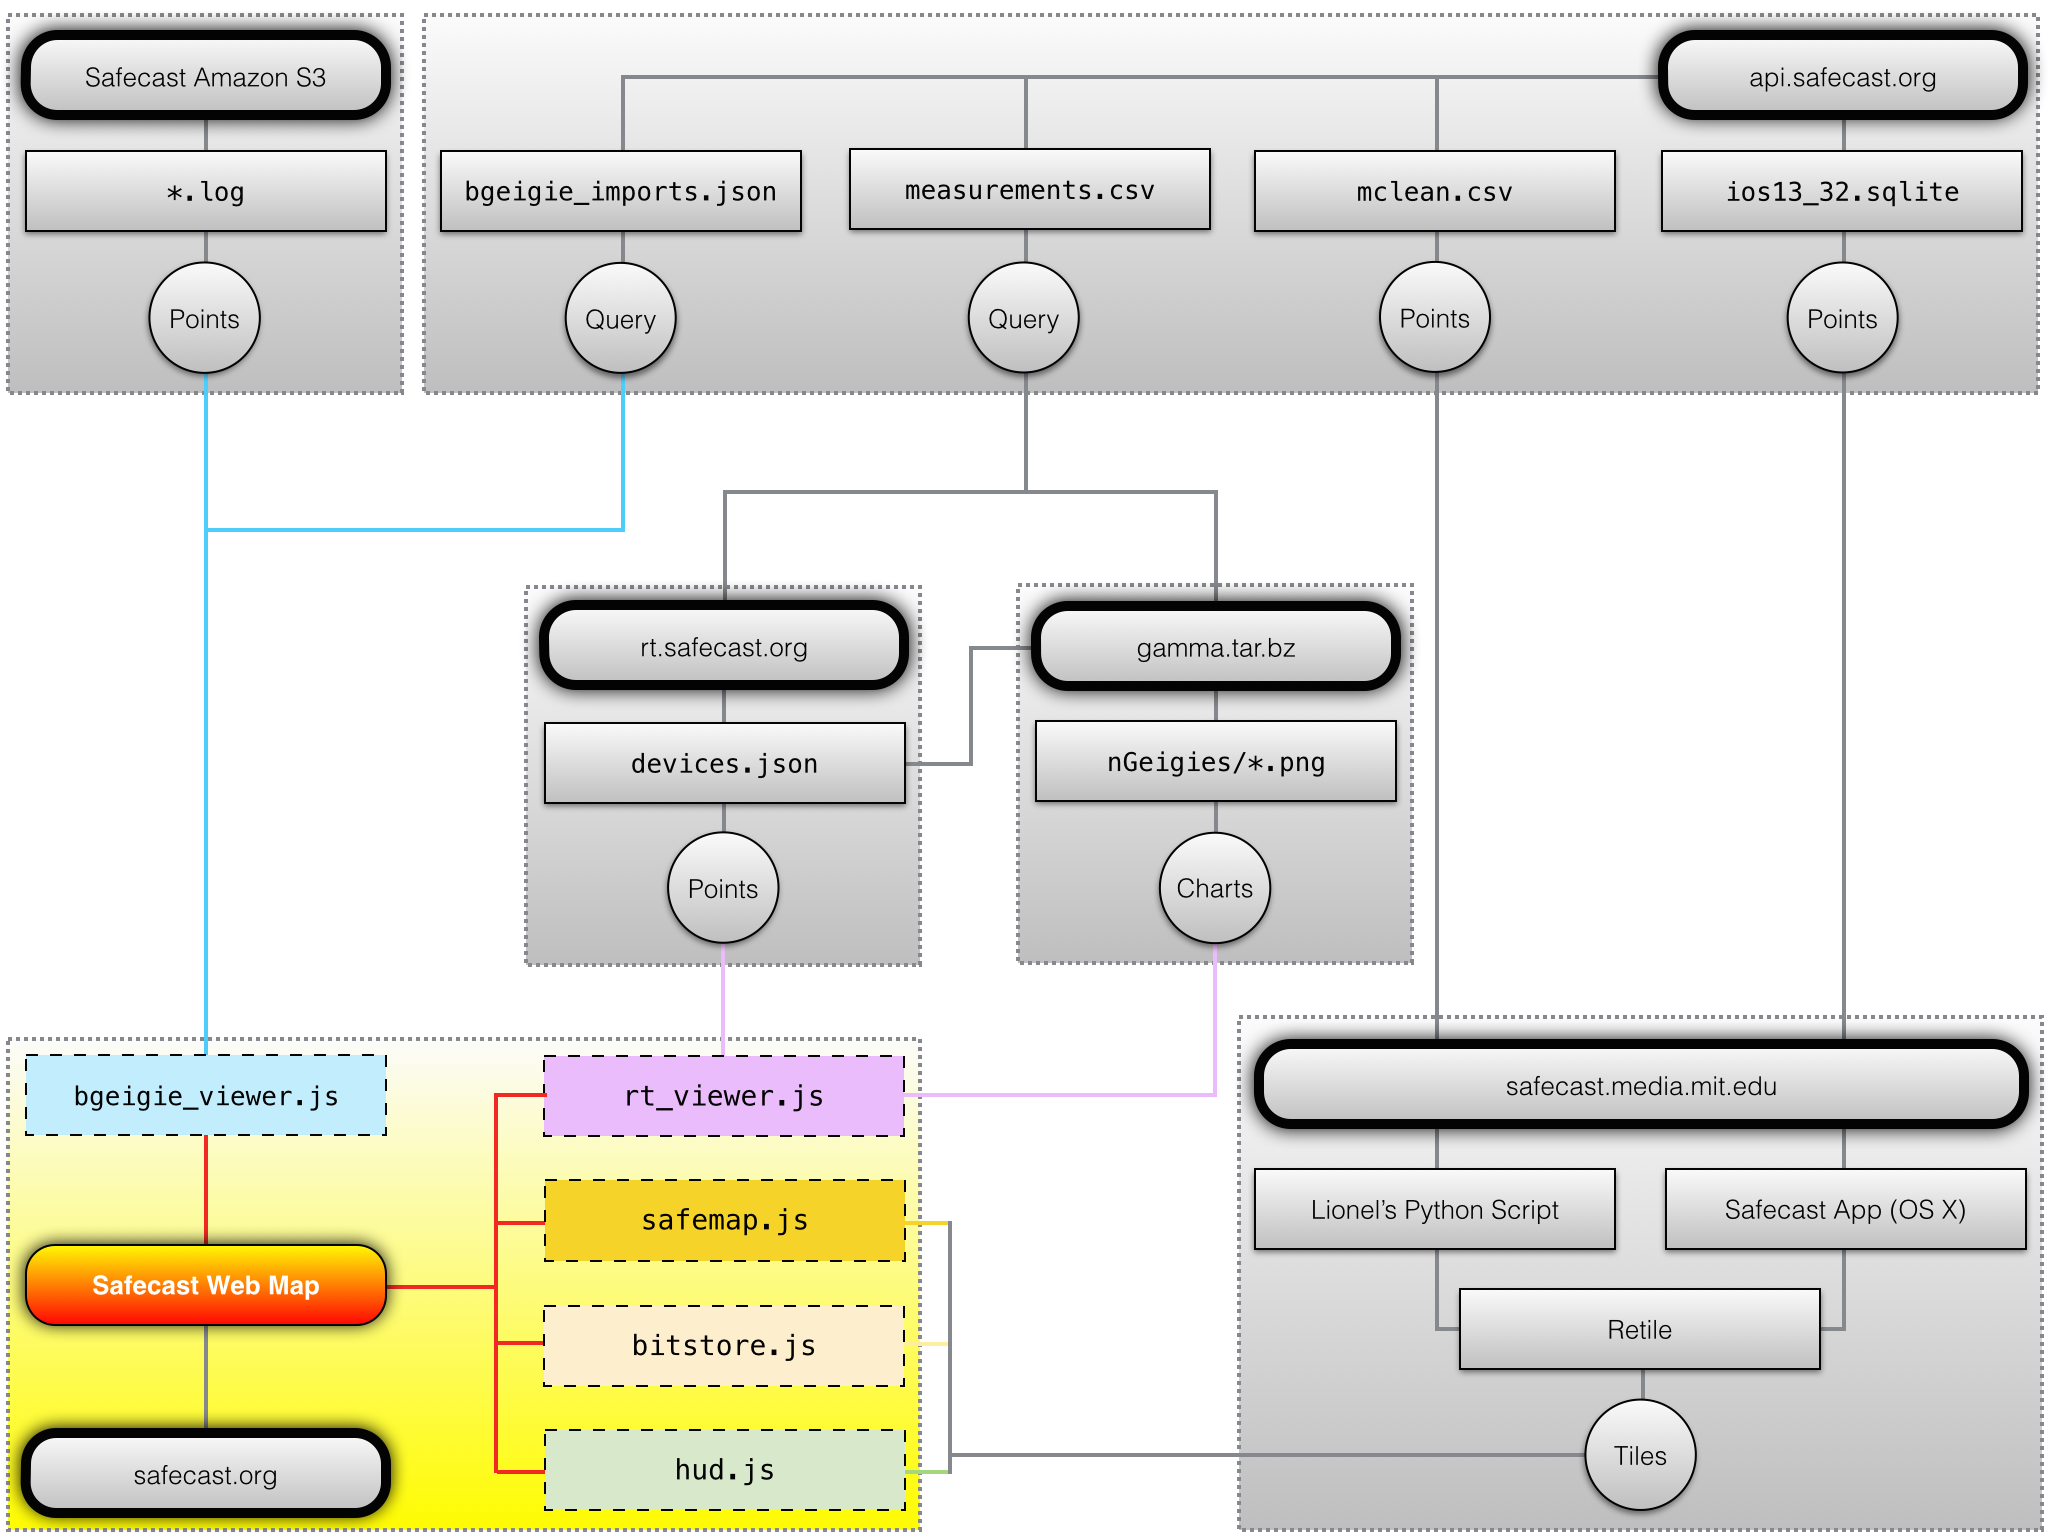 Safecast Amazon S3
api.safecast.org
*.log
bgeigie_imports.json
measurements.csv
mclean.csv
ios13_32.sqlite
Points
Query
Query
Points
Points
rt.safecast.org
gamma.tar.bz
devices.json
nGeigies/*.png
Points
Charts
bgeigie_viewer.js
rt_viewer.js
safecast.media.mit.edu
safemap.js
Lionel's Python Script
Safecast App (OS X)
Safecast Web Map
bitstore.js
Retile
safecast.org
hud.js
Tiles